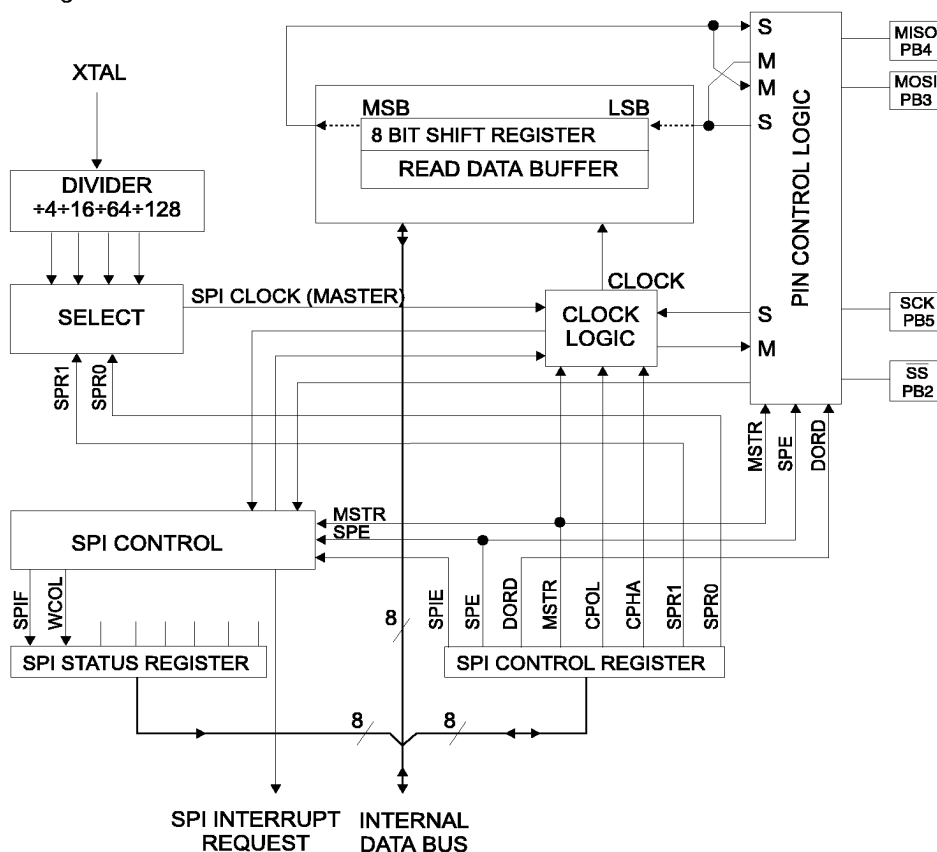 S
MISO
PB4
M
MOSI
PB3
M
S
XTAL
MSB
LSB
8 BIT SHIFT REGISTER
READ DATA BUFFER
PIN CONTROL LOGIC
DIVIDER
÷4÷16÷64÷128
SPI CLOCK (MASTER)
CLOCK
SELECT
CLOCK
LOGIC
S
M
SCK
PB5
SS
PB2
SPR1
SPR0
MSTR
SPE
DORD
MSTR
SPE
SPI CONTROL
SPIF
WCOL
8
SPIE
SPE
DORD
MSTR
CPOL
CPHA
SPR1
SPR0
SPI STATUS REGISTER
SPI CONTROL REGISTER
8
8
SPI INTERRUPT
REQUEST
INTERNAL
DATA BUS